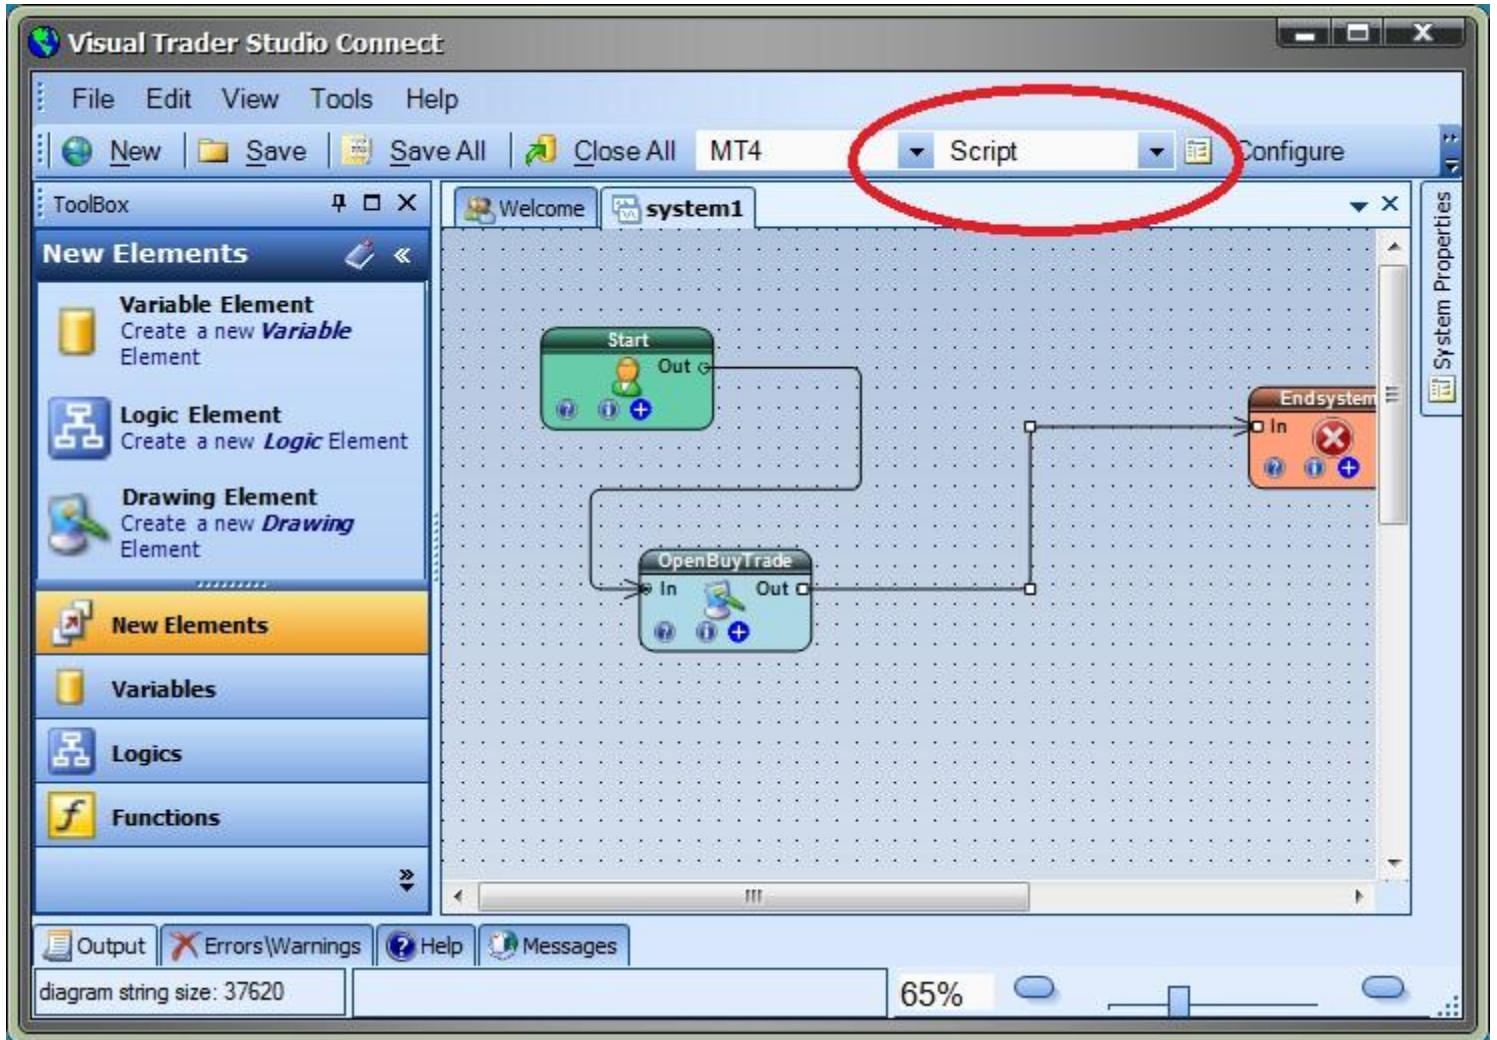 Visual Trader Studio Connect
File Edit View Tools Help
New Save Save All Close All MT4 Script Configure
ToolBox
Welcome system1
System Properties
New Elements
Variable Element
Create a new Variable
Element
Logic Element
Create a new Logic Element
Drawing Element
Create a new Drawing
Element
New Elements
Variables
Logics
Functions
Start
Out
Endsystem
In
OpenBuyTrade
In Out
Output Errors\Warnings Help Messages
diagram string size: 37620
65%